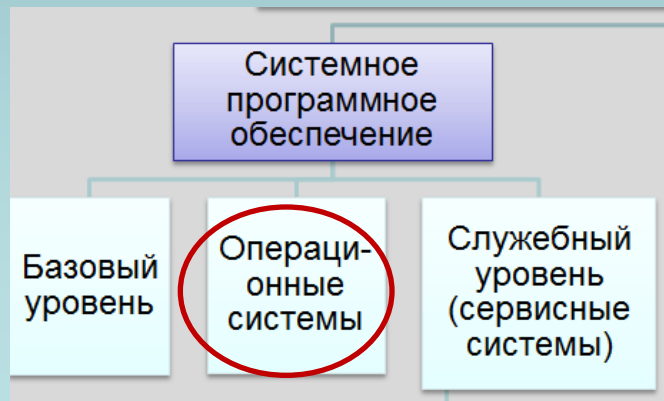 Системное
программное
обеспечение
Базовый
уровень
Операци-
онные
системы
Служебный
уровень
(сервисные
системы)